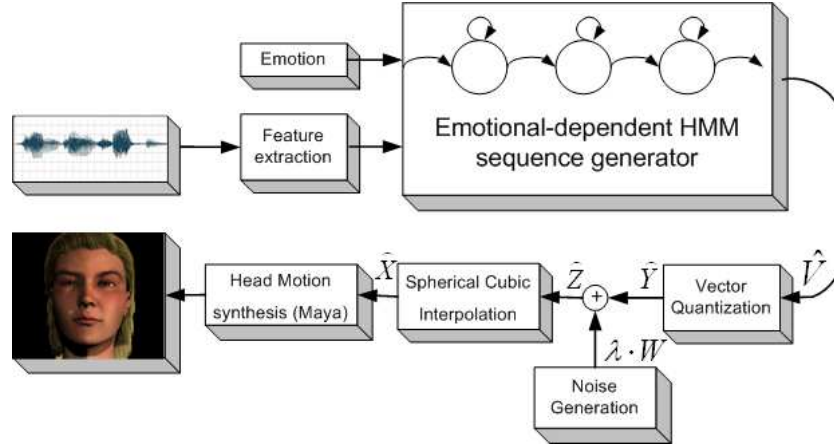 Emotion
Feature
extraction
Emotional-dependent HMM
sequence generator
Head Motion
synthesis (Maya)
X̂
Spherical Cubic
Interpolation
Ẑ
+
Ŷ
Vector
Quantization
V̂
λ̂ · W
Noise
Generation